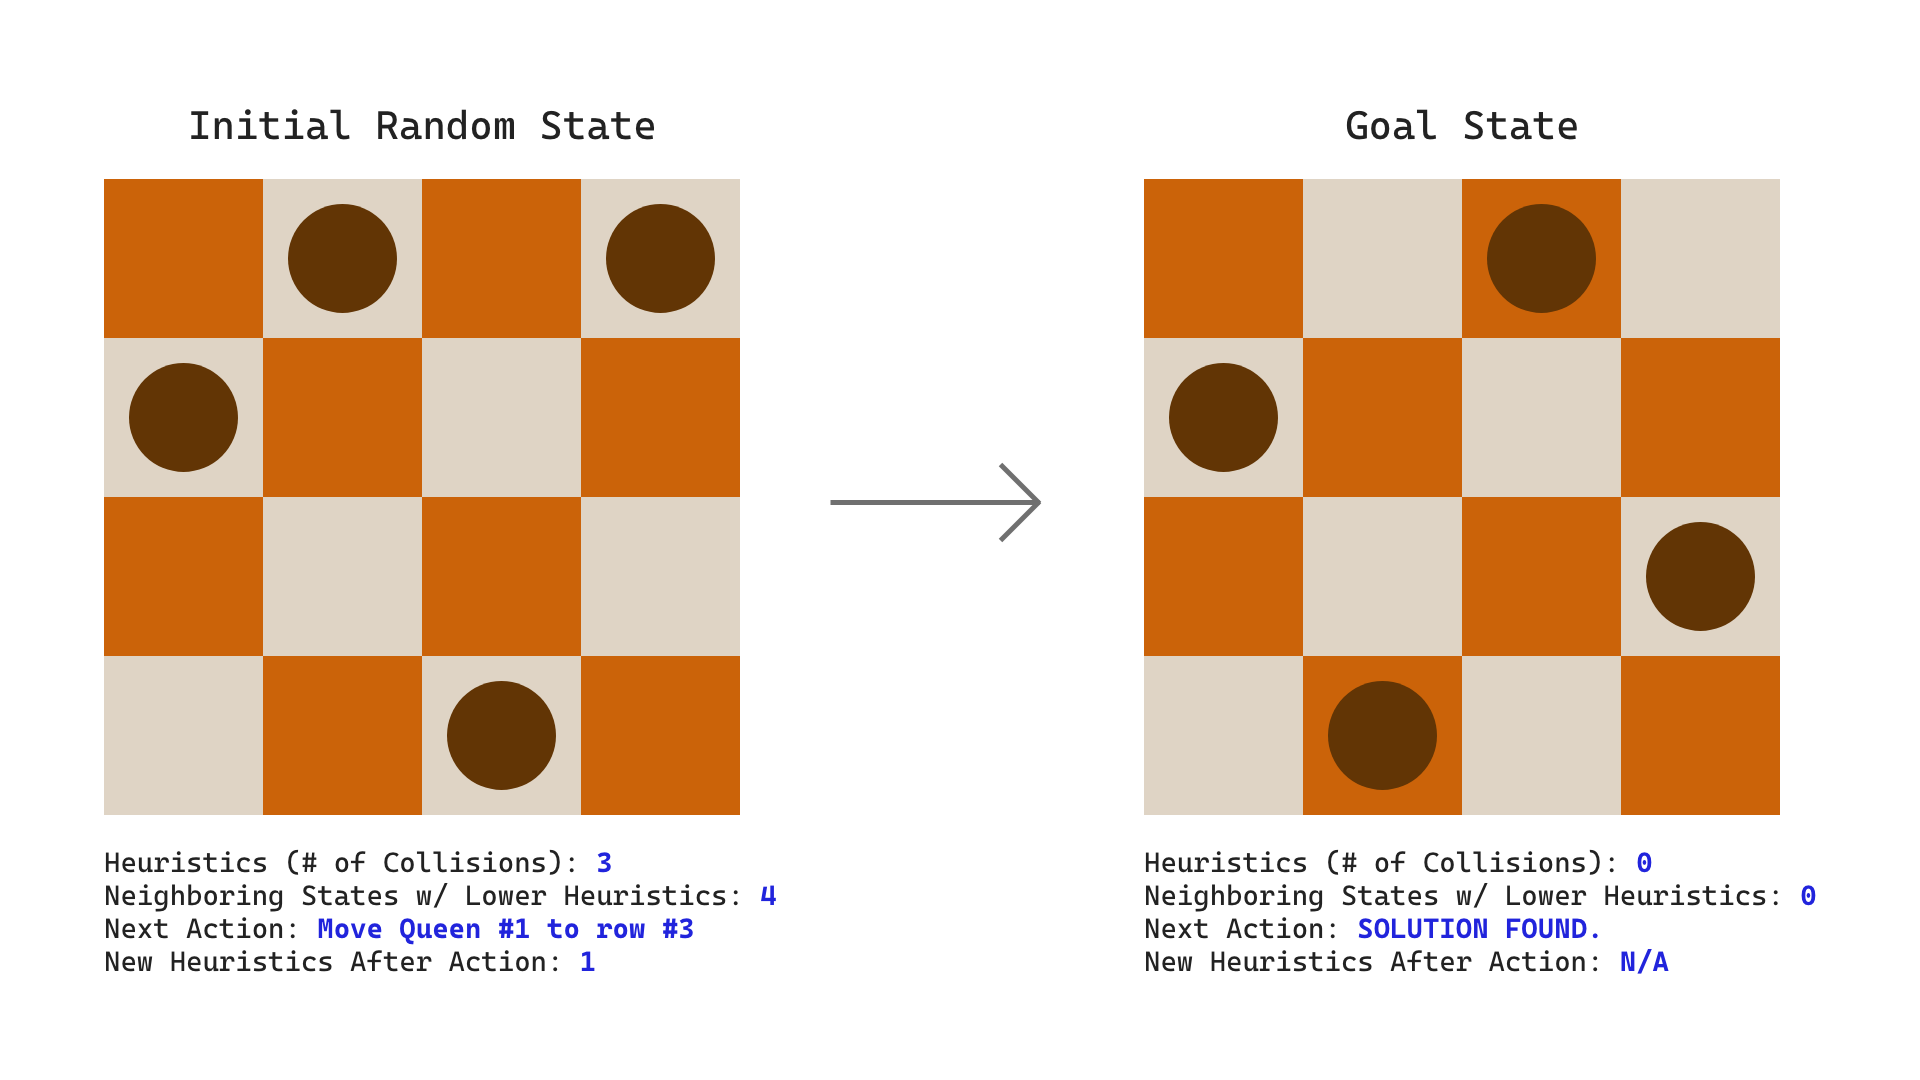 Initial Random State
Goal State
Heuristics (# of Collisions): 3
Neighboring States w/ Lower Heuristics: 4
Next Action: Move Queen #1 to row #3
New Heuristics After Action: 1
Heuristics (# of Collisions): 0
Neighboring States w/ Lower Heuristics: 0
Next Action: SOLUTION FOUND.
New Heuristics After Action: N/A